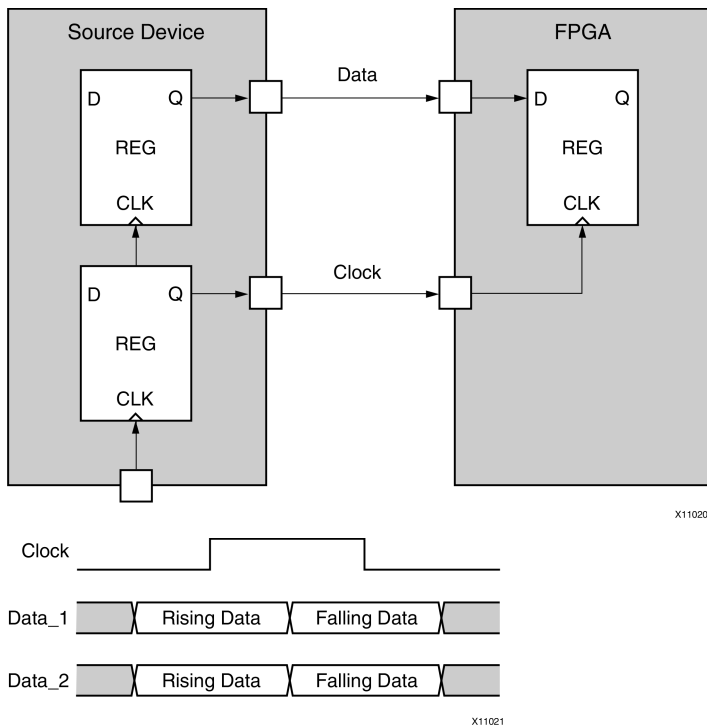 Source Device
FPGA
Data
D Q
REG
CLK
D Q
REG
CLK
Clock
D Q
REG
CLK
X11020
Clock
Data_1 Rising Data Falling Data
Data_2 Rising Data Falling Data
X11021